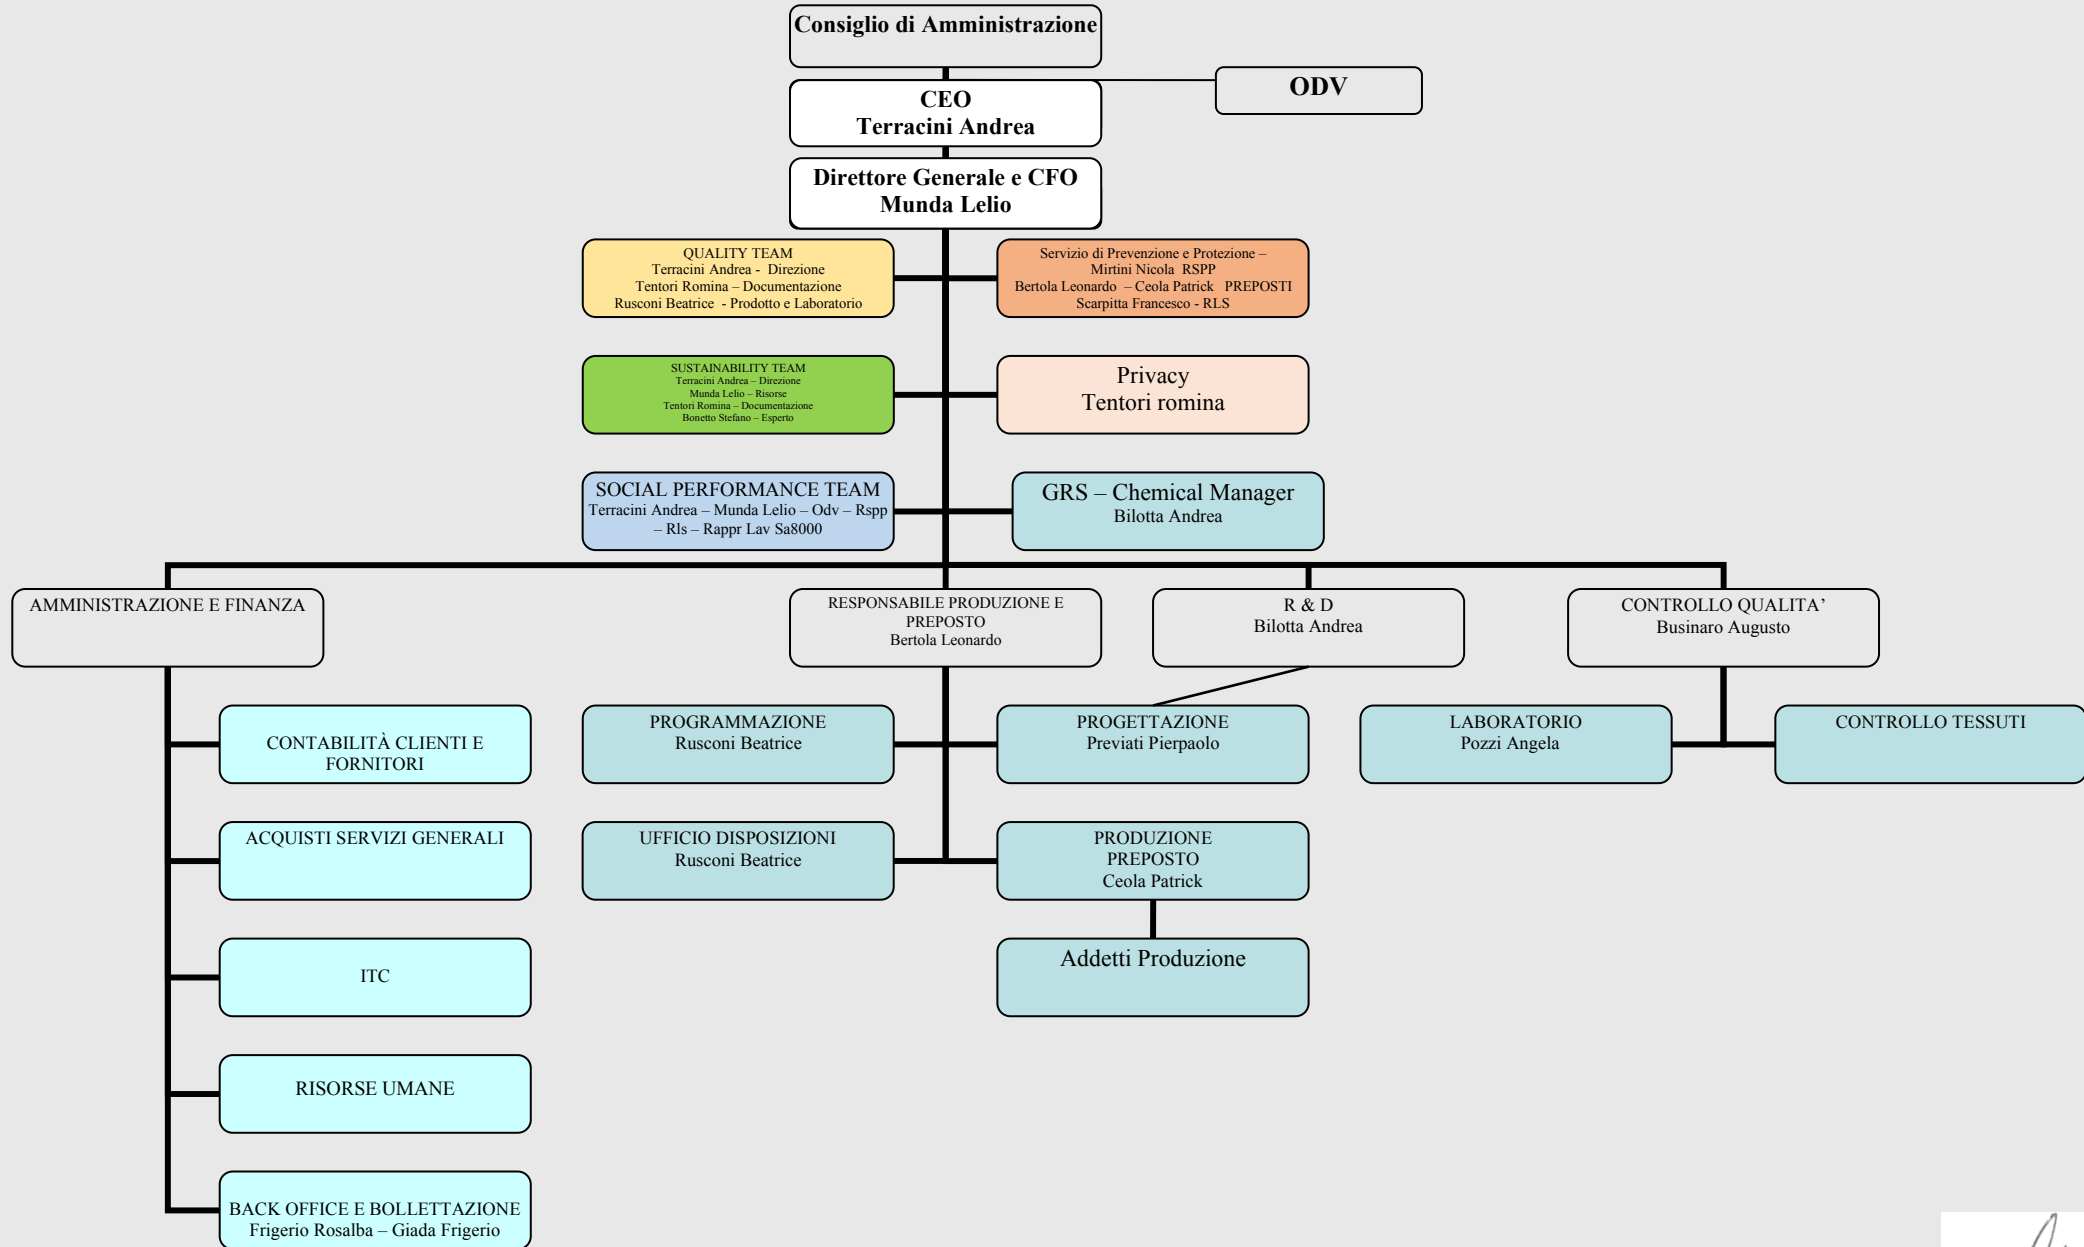 Consiglio di Amministrazione
ODV
CEO
Terracini Andrea
Direttore Generale e CFO
Munda Lelio
QUALITY TEAM
Terracini Andrea - Direzione
Tentori Romina – Documentazione
Rusconi Beatrice - Prodotto e Laboratorio
Servizio di Prevenzione e Protezione –
Mirtini Nicola RSPP
Bertola Leonardo – Ceola Patrick PREPOSTI
Scarpitta Francesco - RLS
SUSTAINABILITY TEAM
Terracini Andrea – Direzione
Munda Lelio – Risorse
Tentori Romina – Documentazione
Bonetto Stefano – Esperto
Privacy
Tentori romina
SOCIAL PERFORMANCE TEAM
Terracini Andrea – Munda Lelio – Odv – Rspp
– Rls – Rappr Lav Sa8000
GRS – Chemical Manager
Bilotta Andrea
AMMINISTRAZIONE E FINANZA
RESPONSABILE PRODUZIONE E
PREPOSTO
Bertola Leonardo
R & D
Bilotta Andrea
CONTROLLO QUALITA’
Businaro Augusto
CONTABILITÀ CLIENTI E
FORNITORI
PROGRAMMAZIONE
Rusconi Beatrice
PROGETTAZIONE
Previati Pierpaolo
LABORATORIO
Pozzi Angela
CONTROLLO TESSUTI
ACQUISTI SERVIZI GENERALI
UFFICIO DISPOSIZIONI
Rusconi Beatrice
PRODUZIONE
PREPOSTO
Ceola Patrick
ITC
Addetti Produzione
RISORSE UMANE
BACK OFFICE E BOLLETTAZIONE
Frigerio Rosalba – Giada Frigerio